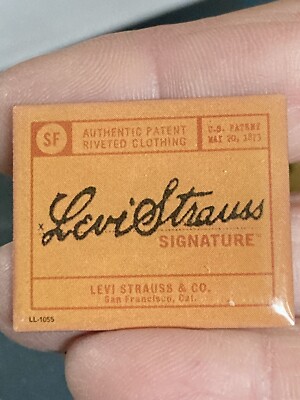 SF
AUTHENTIC PATENT
RIVETED CLOTHING
U.S. PATENT
MAY 20, 1873
x Levi Strauss
SIGNATURE™
LEVI STRAUSS & CO.
San Francisco, Cal.
LL-1055